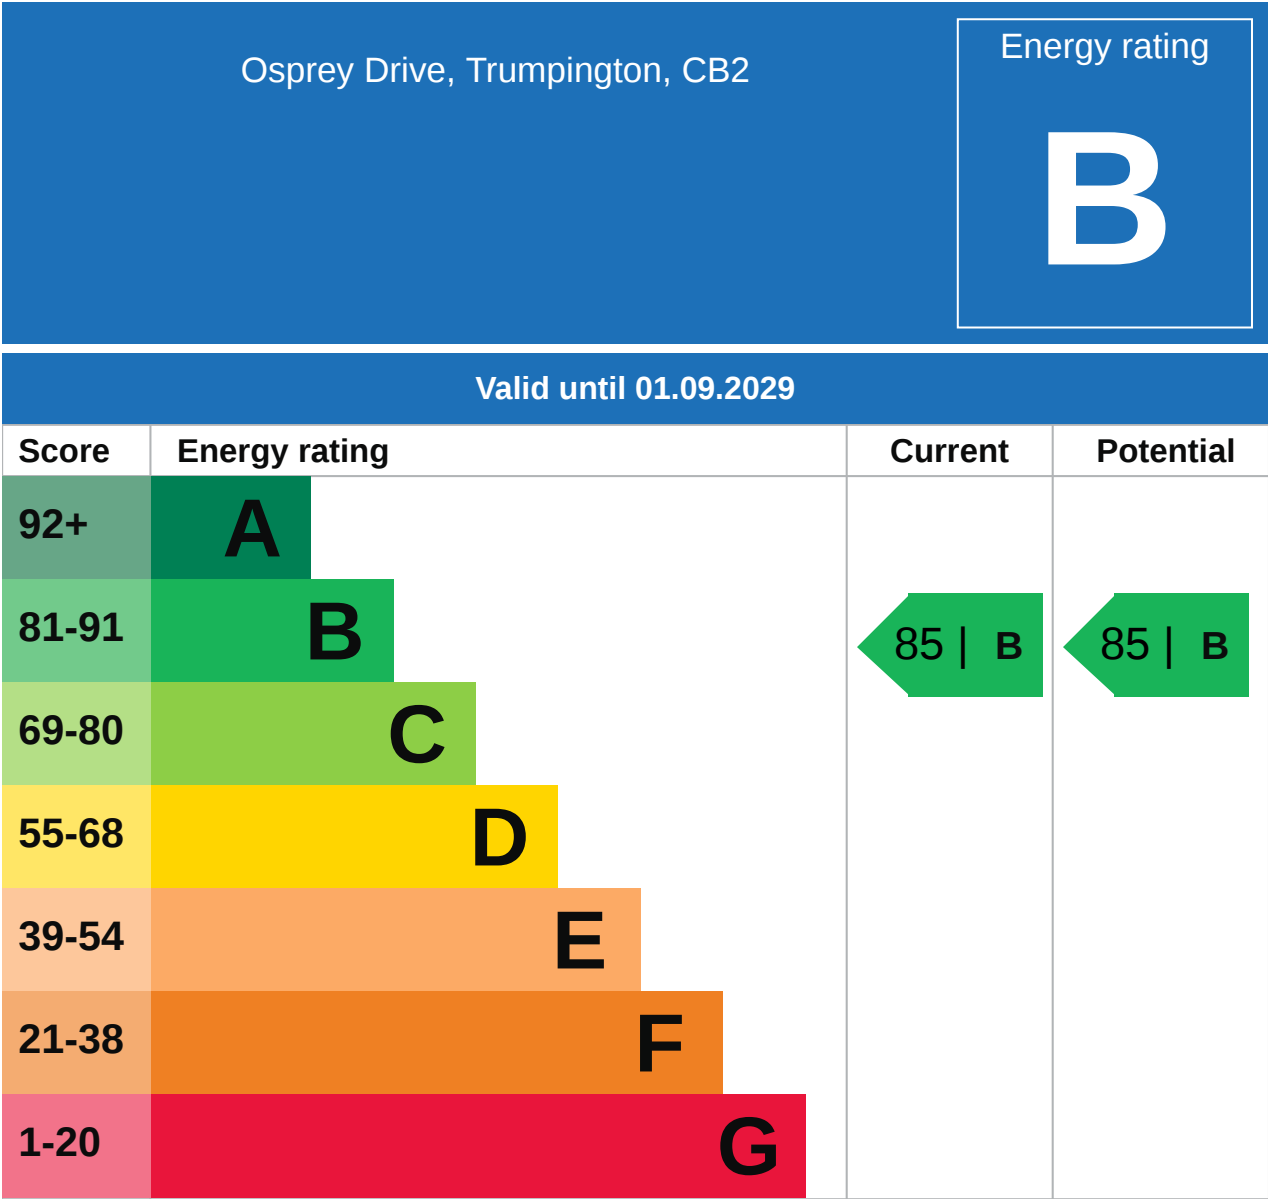 Osprey Drive, Trumpington, CB2
Energy rating
B
Valid until 01.09.2029
Score Energy rating Current Potential
92+ A
81-91 B 85 | B 85 | B
69-80 C
55-68 D
39-54 E
21-38 F
1-20 G